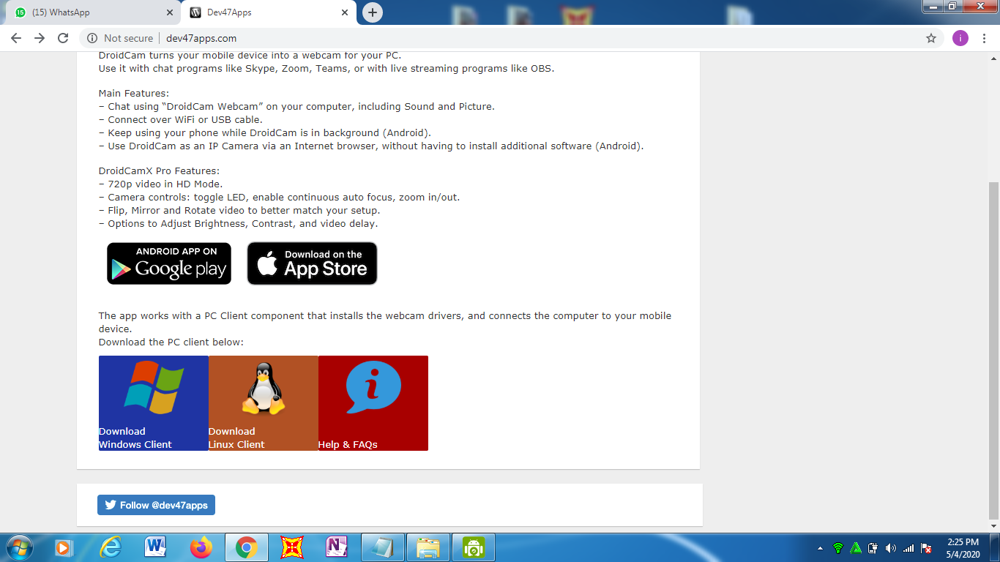 15
(15) WhatsApp
Dev47Apps
Not secure
dev47apps.com
i
DroidCam turns your mobile device into a webcam for your PC.
Use it with chat programs like Skype, Zoom, Teams, or with live streaming programs like OBS.
Main Features:
– Chat using “DroidCam Webcam” on your computer, including Sound and Picture.
– Connect over WiFi or USB cable.
– Keep using your phone while DroidCam is in background (Android).
– Use DroidCam as an IP Camera via an Internet browser, without having to install additional software (Android).
DroidCamX Pro Features:
– 720p video in HD Mode.
– Camera controls: toggle LED, enable continuous auto focus, zoom in/out.
– Flip, Mirror and Rotate video to better match your setup.
– Options to Adjust Brightness, Contrast, and video delay.
ANDROID APP ON
Google play
Download on the
App Store
The app works with a PC Client component that installs the webcam drivers, and connects the computer to your mobile
device.
Download the PC client below:
Download
Windows Client
Download
Linux Client
i
Help & FAQs
Follow @dev47apps
2:25 PM
5/4/2020